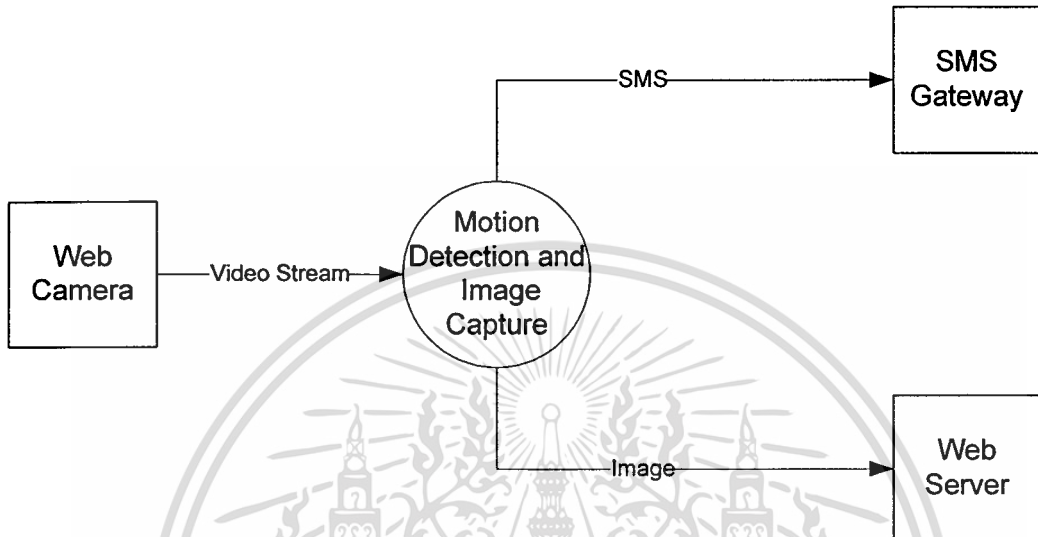 Web
Camera
Video Stream
Motion
Detection and
Image
Capture
SMS
SMS
Gateway
Image
Web
Server